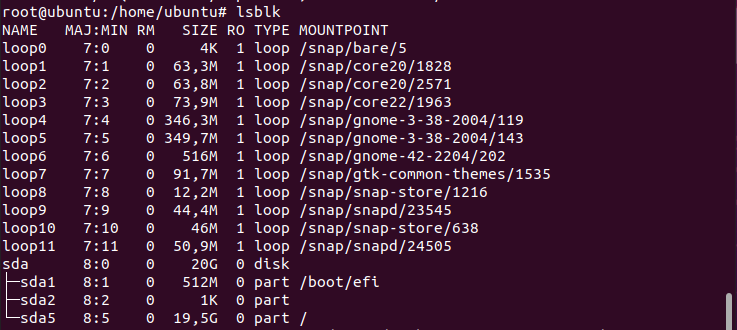 root@ubuntu:/home/ubuntu# lsblk
NAME   MAJ:MIN RM   SIZE RO TYPE MOUNTPOINT
loop0    7:0    0     4K  1 loop /snap/bare/5
loop1    7:1    0  63,3M  1 loop /snap/core20/1828
loop2    7:2    0  63,8M  1 loop /snap/core20/2571
loop3    7:3    0  73,9M  1 loop /snap/core22/1963
loop4    7:4    0 346,3M  1 loop /snap/gnome-3-38-2004/119
loop5    7:5    0 349,7M  1 loop /snap/gnome-3-38-2004/143
loop6    7:6    0   516M  1 loop /snap/gnome-42-2204/202
loop7    7:7    0  91,7M  1 loop /snap/gtk-common-themes/1535
loop8    7:8    0  12,2M  1 loop /snap/snap-store/1216
loop9    7:9    0  44,4M  1 loop /snap/snapd/23545
loop10   7:10   0    46M  1 loop /snap/snap-store/638
loop11   7:11   0  50,9M  1 loop /snap/snapd/24505
sda      8:0    0    20G  0 disk
├─sda1   8:1    0   512M  0 part /boot/efi
├─sda2   8:2    0     1K  0 part
└─sda5   8:5    0  19,5G  0 part /